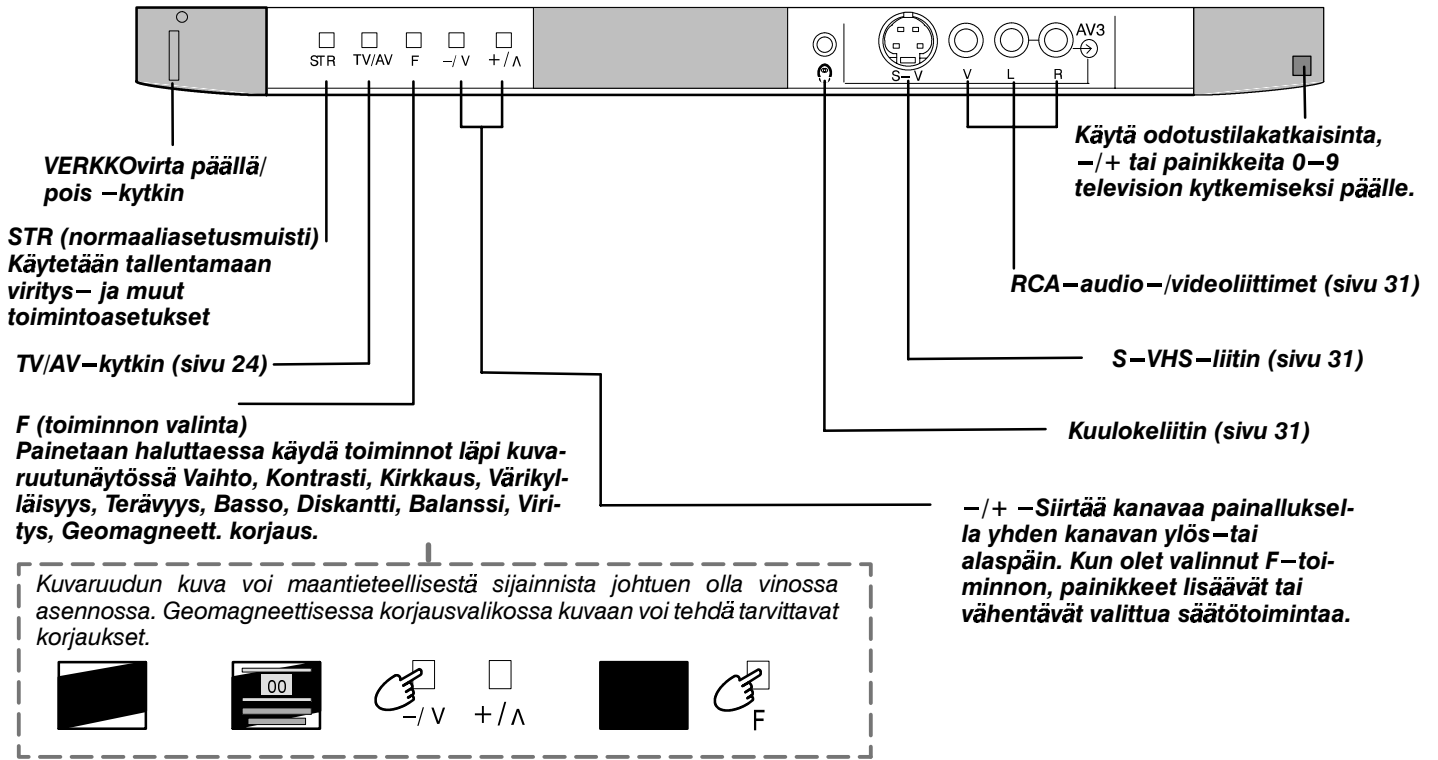 STR TV/AV F –/∨ +/∧
S–V V L R AV3
VERKKOvirta päällä/
pois –kytkin
STR (normaaliasetusmuisti)
Käytetään tallentamaan
viritys– ja muut
toimintoasetukset
TV/AV–kytkin (sivu 24)
F (toiminnon valinta)
Painetaan haluttaessa käydä toiminnot läpi kuva-
ruutunäytössä Vaihto, Kontrasti, Kirkkaus, Värikyl-
läisyys, Terävyys, Basso, Diskantti, Balanssi, Viri-
tys, Geomagneett. korjaus.
Käytä odotustilakatkaisinta,
–/+ tai painikkeita 0–9
television kytkemiseksi päälle.
RCA–audio–/videoliittimet (sivu 31)
S–VHS–liitin (sivu 31)
Kuulokeliitin (sivu 31)
–/+ –Siirtää kanavaa painalluksel-
la yhden kanavan ylös–tai
alaspäin. Kun olet valinnut F–toi-
minnon, painikkeet lisäävät tai
vähentävät valittua säätötoimintaa.
Kuvaruudun kuva voi maantieteellisestä sijainnista johtuen olla vinossa
asennossa. Geomagneettisessa korjausvalikossa kuvaan voi tehdä tarvittavat
korjaukset.
00
–/∨ +/∧
F